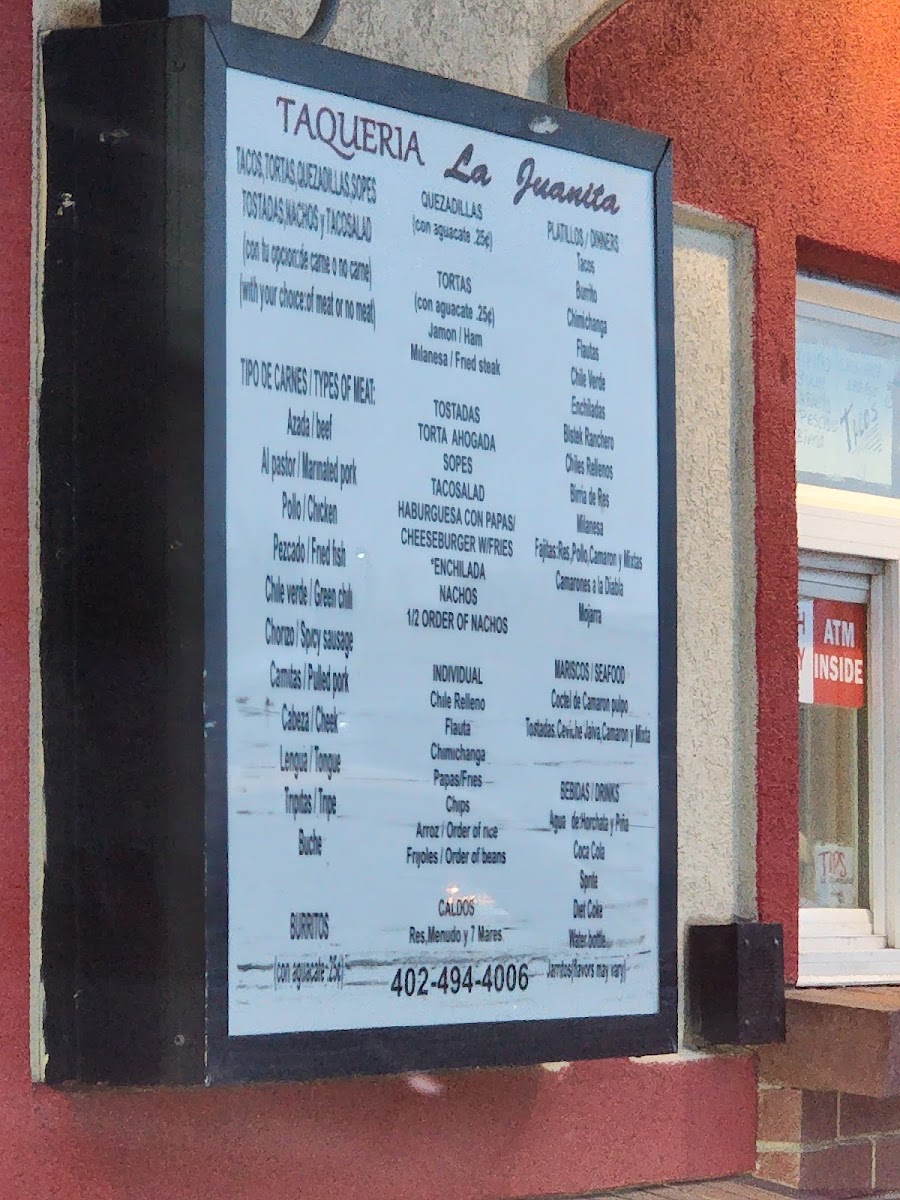 TAQUERIA La Juanita
TACOS,TORTAS,QUEZADILLAS,SOPES
TOSTADAS,NACHOS y TACOSALAD
(con tu opcion:de carne o no carne)
(with your choice:of meat or no meat)
TIPO DE CARNES / TYPES OF MEAT:
Azada / beef
Al pastor / Marinated pork
Pollo / Chicken
Pezcado / Fried fish
Chile verde / Green chili
Chorizo / Spicy sausage
Carnitas / Pulled pork
Cabeza / Cheek
Lengua / Tongue
Tripitas / Tripe
Buche
BURRITOS
(con aguacate .25¢)
QUEZADILLAS
(con aguacate .25¢)
TORTAS
(con aguacate .25¢)
Jamon / Ham
Milanesa / Fried steak
TOSTADAS
TORTA AHOGADA
SOPES
TACOSALAD
HABURGUESA CON PAPAS/
CHEESEBURGER W/FRIES
*ENCHILADA
NACHOS
1/2 ORDER OF NACHOS
INDIVIDUAL
Chile Relleno
Flauta
Chimichanga
Papas/Fries
Chips
Arroz / Order of rice
Frijoles / Order of beans
CALDOS
Res,Menudo y 7 Mares
402-494-4006
PLATILLOS / DINNERS
Tacos
Burrito
Chimichanga
Flautas
Chile Verde
Enchiladas
Bistek Ranchero
Chiles Rellenos
Birria de Res
Milanesa
Fajitas:Res,Pollo,Camaron y Mixtas
Camarones a la Diabla
Mojarra
MARISCOS / SEAFOOD
Coctel de Camaron pulpo
Tostadas.Ceviche Jaiva,Camaron y Mixta
BEBIDAS / DRINKS
Agua de:Horchata y Piña
Coca Cola
Sprite
Diet Coke
Water bottle
Jarritos(flavors may vary)
ATM
INSIDE
TIPS